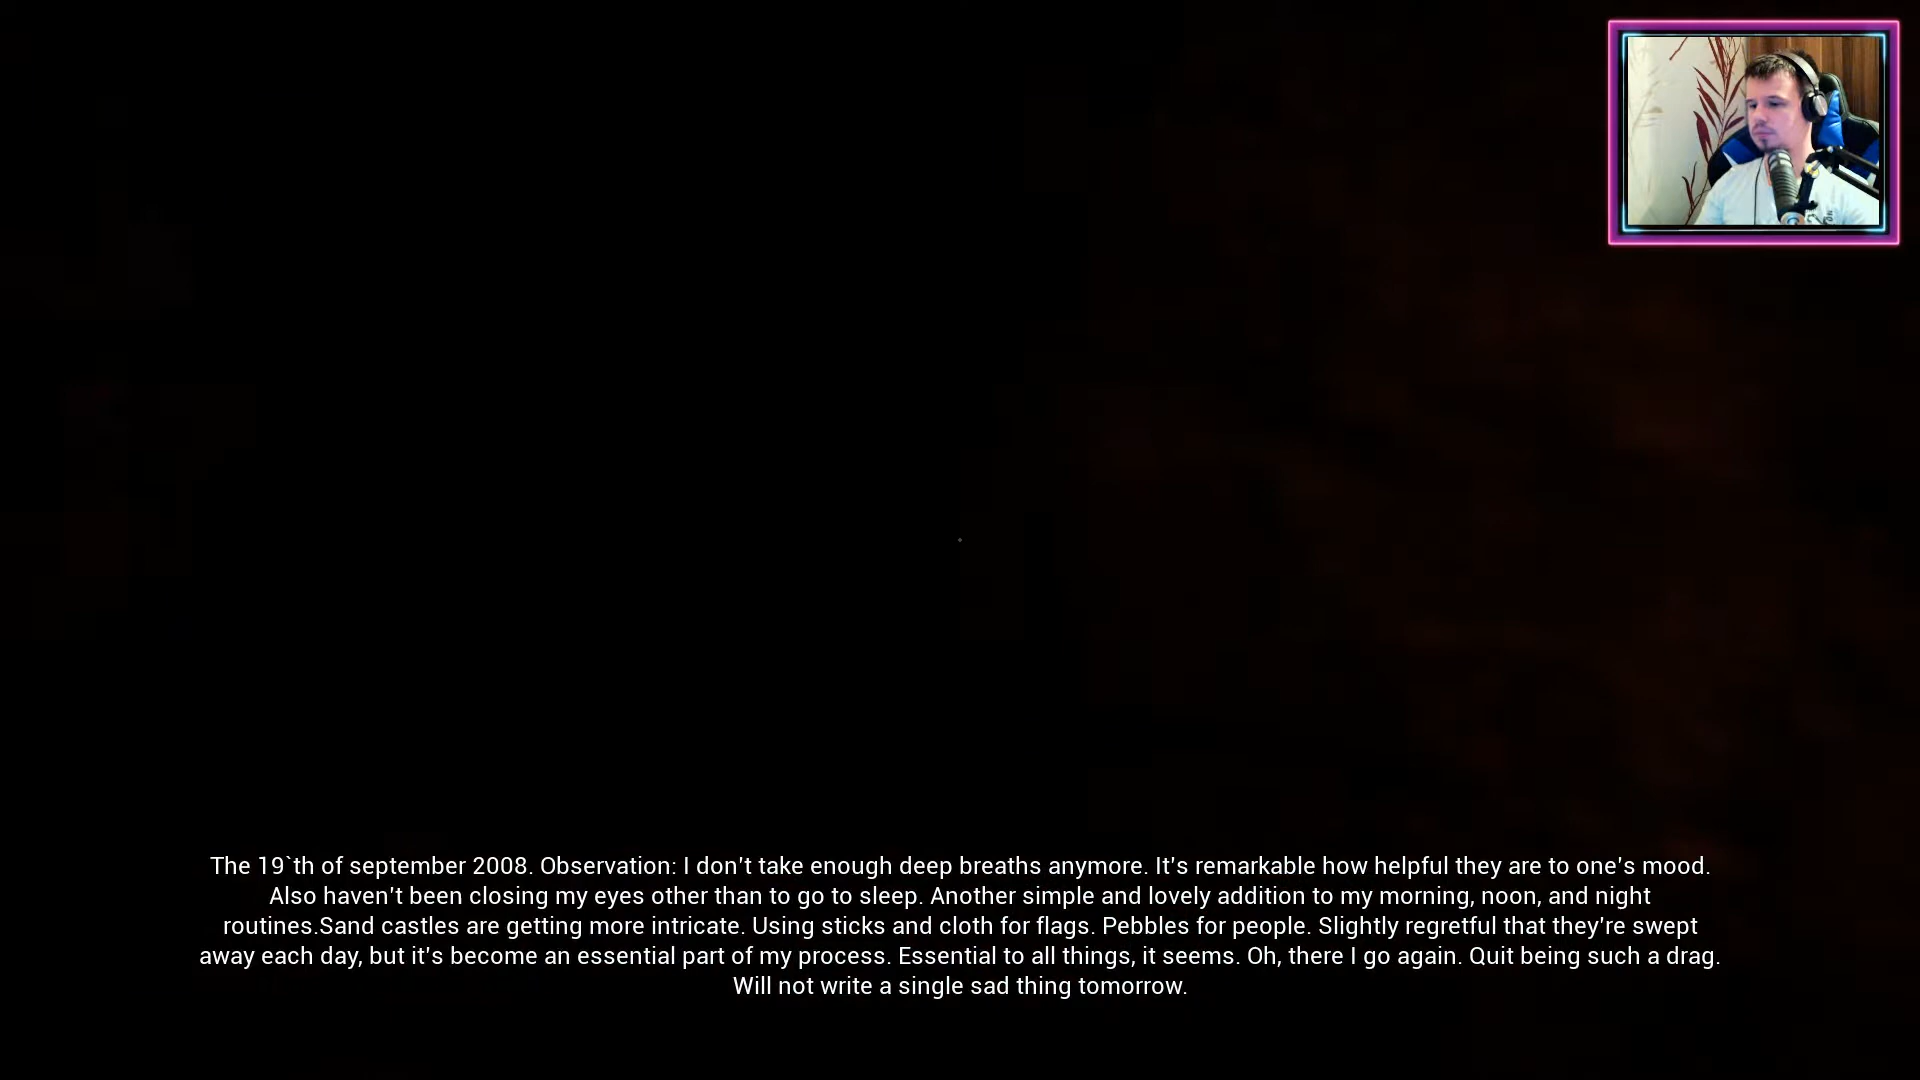 The 19`th of september 2008. Observation: I don't take enough deep breaths anymore. It's remarkable how helpful they are to one's mood.
Also haven't been closing my eyes other than to go to sleep. Another simple and lovely addition to my morning, noon, and night
routines.Sand castles are getting more intricate. Using sticks and cloth for flags. Pebbles for people. Slightly regretful that they're swept
away each day, but it's become an essential part of my process. Essential to all things, it seems. Oh, there I go again. Quit being such a drag.
Will not write a single sad thing tomorrow.